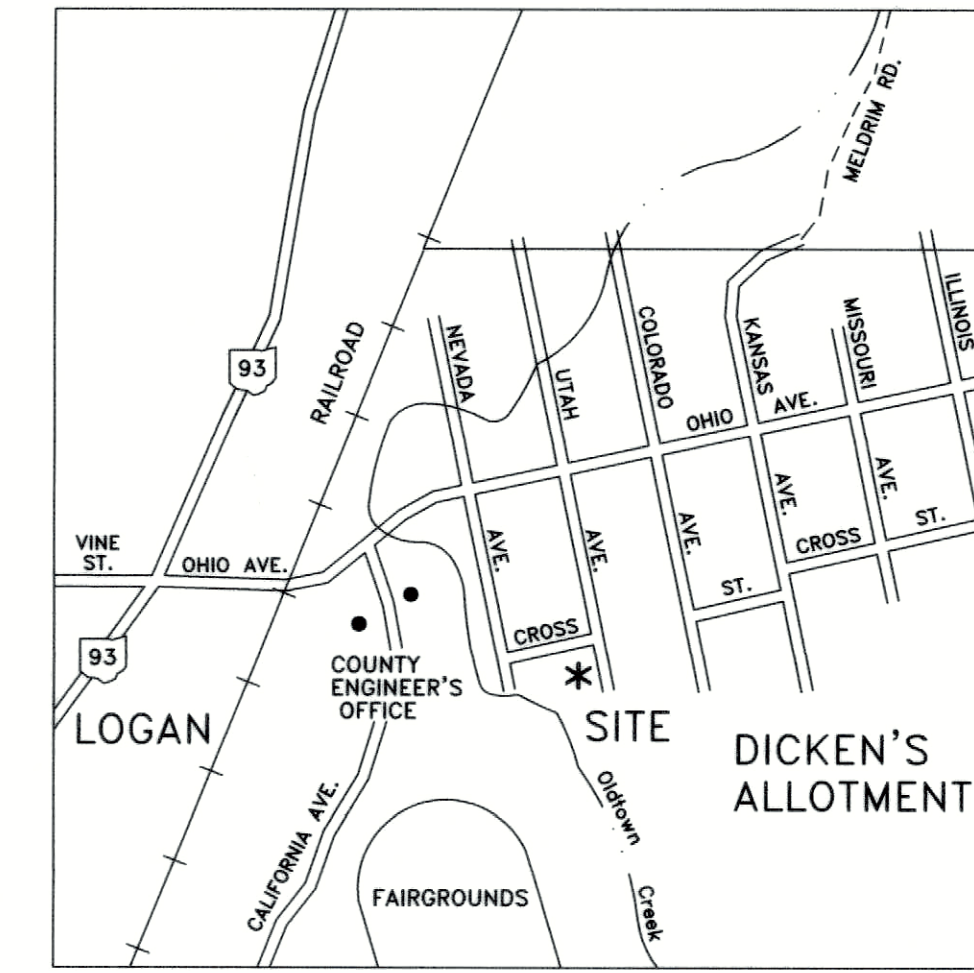 MELDRIM RD.
RAILROAD
93
NEVADA
UTAH
COLORADO
KANSAS
MISSOURI
ILLINOIS
OHIO AVE.
AVE.
AVE.
AVE.
AVE.
AVE.
VINE
ST.
OHIO AVE.
CROSS ST.
ST.
CROSS
93
COUNTY
ENGINEER'S
OFFICE
LOGAN
SITE
DICKEN'S
ALLOTMENT
Oldtown
Creek
CALIFORNIA AVE.
FAIRGROUNDS